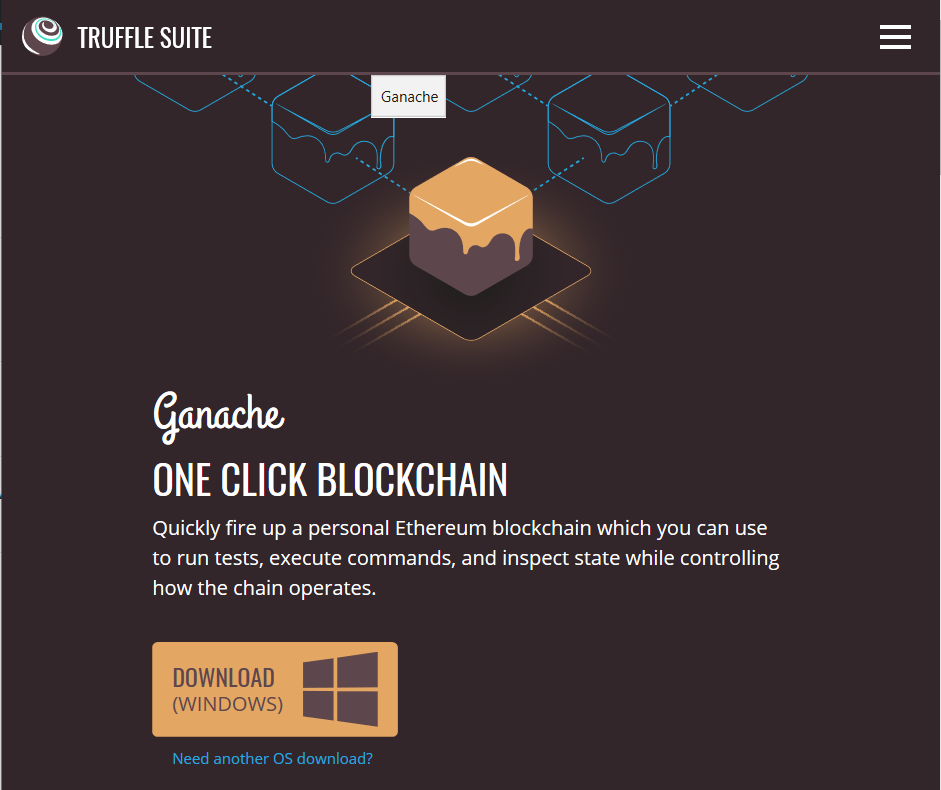 TRUFFLE SUITE
Ganache
Ganache
ONE CLICK BLOCKCHAIN
Quickly fire up a personal Ethereum blockchain which you can use
to run tests, execute commands, and inspect state while controlling
how the chain operates.
DOWNLOAD
(WINDOWS)
Need another OS download?